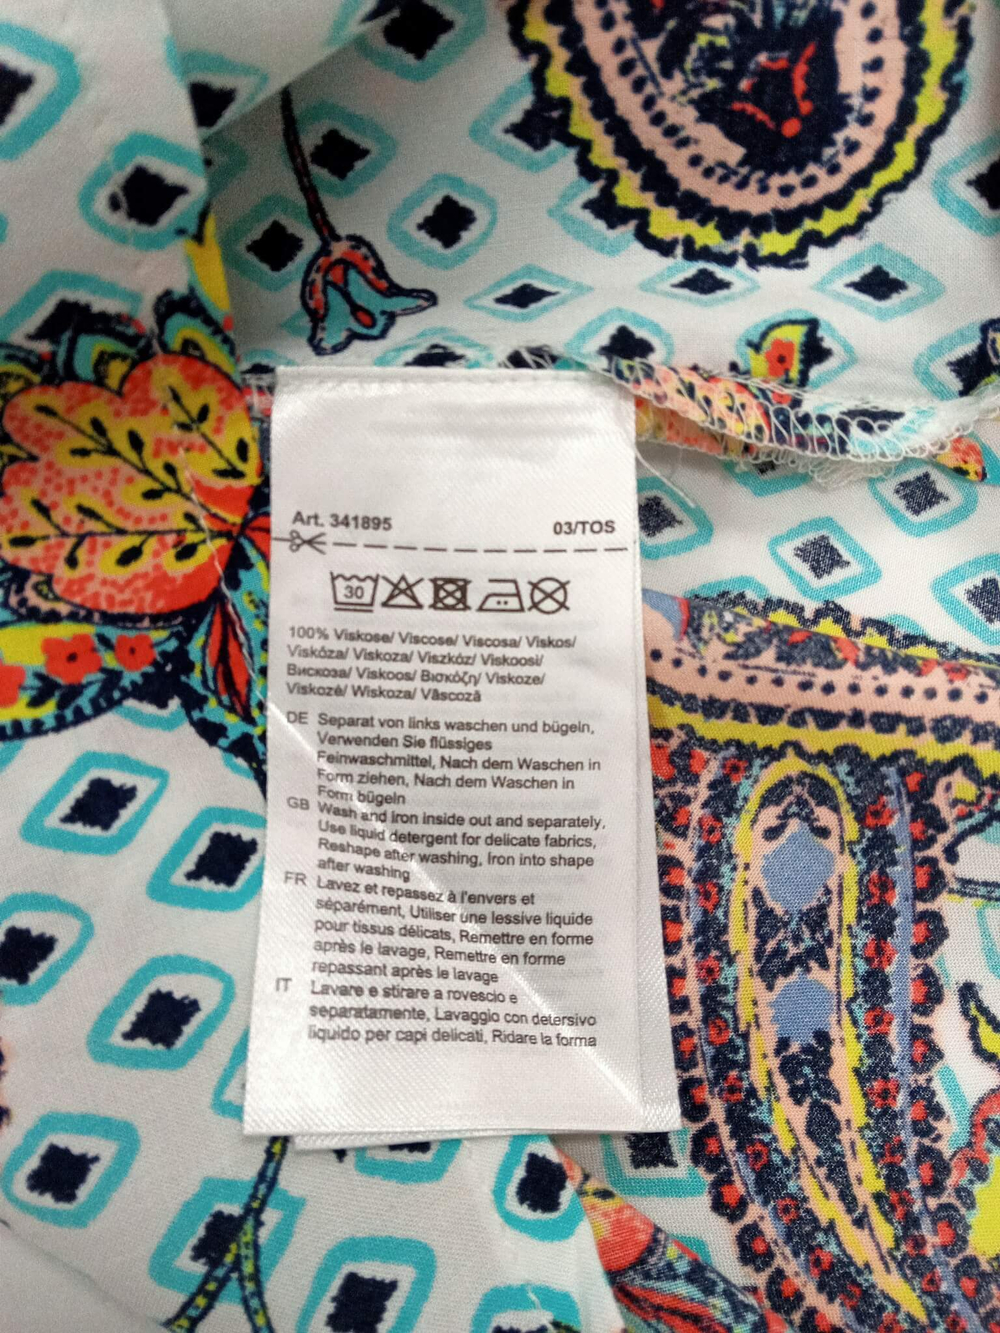 Art. 341895
03/TOS
30
100% Viskose/ Viscose/ Viscosa/ Viskos/
Viskóza/ Viskoza/ Viszkóz/ Viskoosi/
Вискоза/ Viskoos/ Βισκόζη/ Viskoze/
Viskozė/ Wiskoza/ Vâscoză
DE Separat von links waschen und bügeln,
Verwenden Sie flüssiges
Feinwaschmittel, Nach dem Waschen in
Form ziehen, Nach dem Waschen in
Form bügeln
GB Wash and iron inside out and separately,
Use liquid detergent for delicate fabrics,
Reshape after washing, Iron into shape
after washing
FR Lavez et repassez à l'envers et
séparément, Utiliser une lessive liquide
pour tissus délicats, Remettre en forme
après le lavage, Remettre en forme
repassant après le lavage
IT Lavare e stirare a rovescio e
separatamente, Lavaggio con detersivo
liquido per capi delicati, Ridare la forma